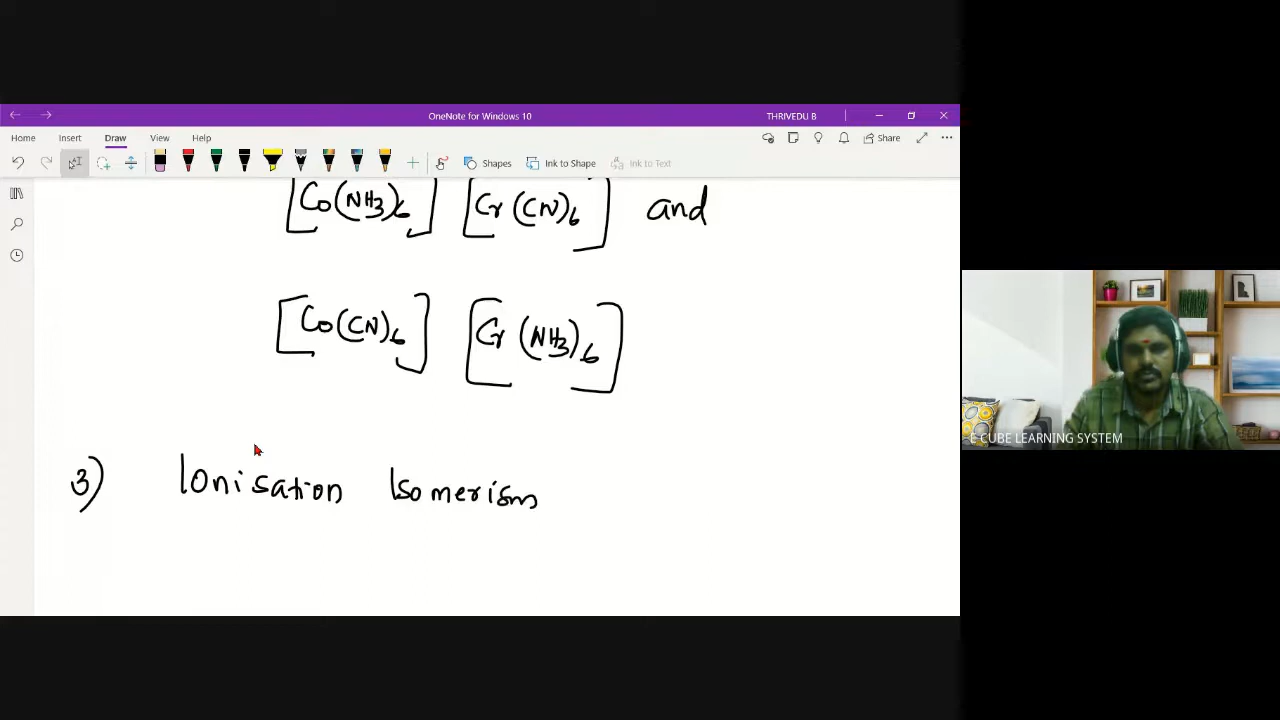 OneNote for Windows 10
THRIVEDU B
Home Insert Draw View Help
Share
Shapes Ink to Shape Ink to Text
[Co(NH3)6] [Cr(CN)6] and
[Co(CN)6] [Cr(NH3)6]
3) Ionisation Isomerism
E CUBE LEARNING SYSTEM